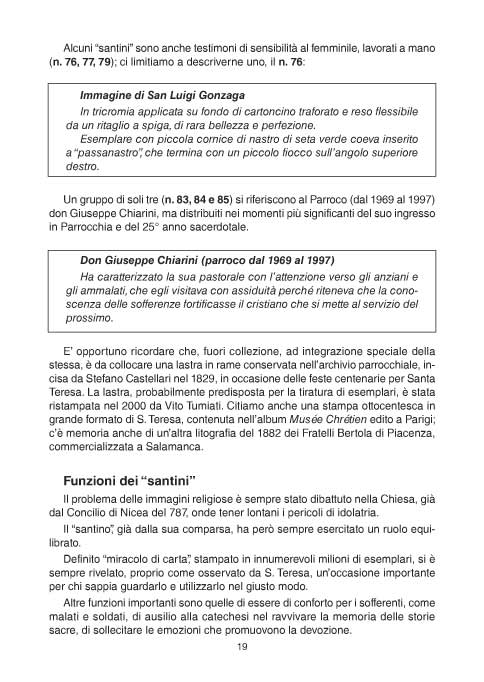 Alcuni “santini” sono anche testimoni di sensibilità al femminile, lavorati a mano
(n. 76, 77, 79); ci limitiamo a descriverne uno, il n. 76:
Immagine di San Luigi Gonzaga
In tricromia applicata su fondo di cartoncino traforato e reso flessibile
da un ritaglio a spiga, di rara bellezza e perfezione.
Esemplare con piccola cornice di nastro di seta verde coeva inserito
a “passanastro”, che termina con un piccolo fiocco sull’angolo superiore
destro.
Un gruppo di soli tre (n. 83, 84 e 85) si riferiscono al Parroco (dal 1969 al 1997)
don Giuseppe Chiarini, ma distribuiti nei momenti più significanti del suo ingresso
in Parrocchia e del 25° anno sacerdotale.
Don Giuseppe Chiarini (parroco dal 1969 al 1997)
Ha caratterizzato la sua pastorale con l’attenzione verso gli anziani e
gli ammalati, che egli visitava con assiduità perché riteneva che la cono-
scenza delle sofferenze fortificasse il cristiano che si mette al servizio del
prossimo.
E’ opportuno ricordare che, fuori collezione, ad integrazione speciale della
stessa, è da collocare una lastra in rame conservata nell’archivio parrocchiale, in-
cisa da Stefano Castellari nel 1829, in occasione delle feste centenarie per Santa
Teresa. La lastra, probabilmente predisposta per la tiratura di esemplari, è stata
ristampata nel 2000 da Vito Tumiati. Citiamo anche una stampa ottocentesca in
grande formato di S. Teresa, contenuta nell’album Musée Chrétien edito a Parigi;
c’è memoria anche di un’altra litografia del 1882 dei Fratelli Bertola di Piacenza,
commercializzata a Salamanca.
Funzioni dei “santini”
Il problema delle immagini religiose è sempre stato dibattuto nella Chiesa, già
dal Concilio di Nicea del 787, onde tener lontani i pericoli di idolatria.
Il “santino”, già dalla sua comparsa, ha però sempre esercitato un ruolo equi-
librato.
Definito “miracolo di carta”, stampato in innumerevoli milioni di esemplari, si è
sempre rivelato, proprio come osservato da S. Teresa, un’occasione importante
per chi sappia guardarlo e utilizzarlo nel giusto modo.
Altre funzioni importanti sono quelle di essere di conforto per i sofferenti, come
malati e soldati, di ausilio alla catechesi nel ravvivare la memoria delle storie
sacre, di sollecitare le emozioni che promuovono la devozione.
19